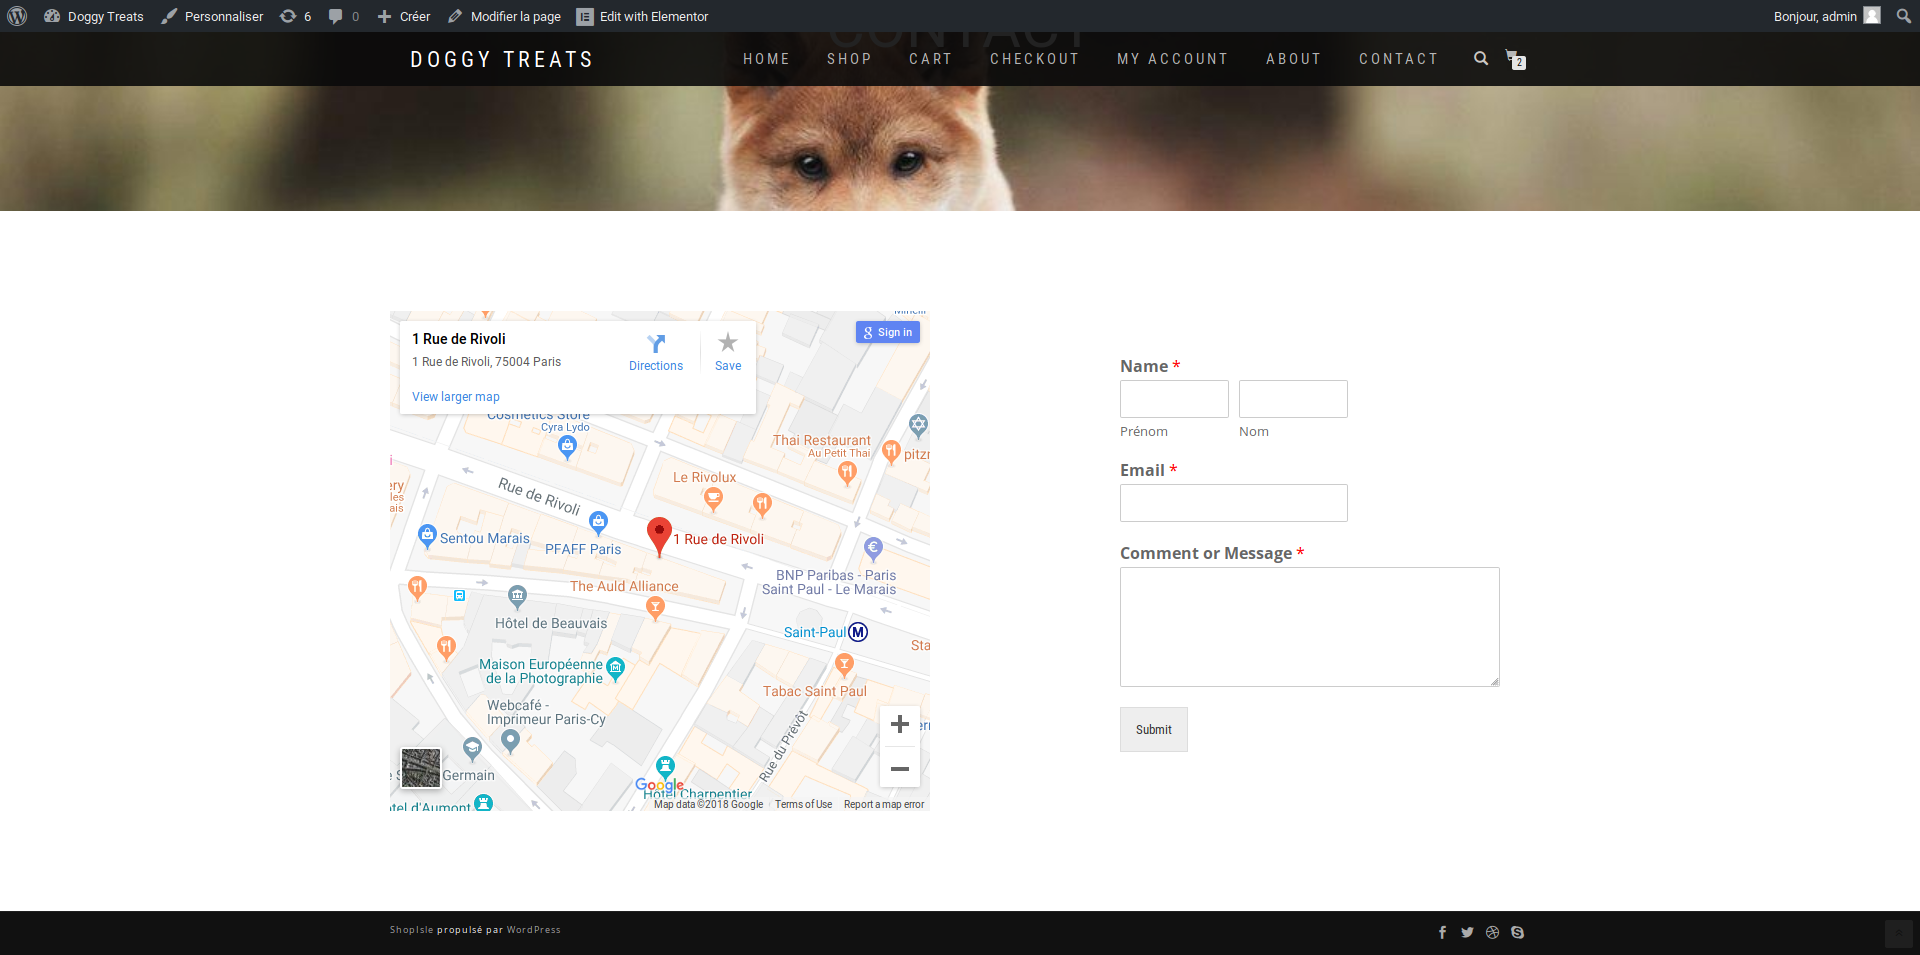 Doggy Treats Personnaliser 6 0 Créer Modifier la page Edit with Elementor Bonjour, admin
CONTACT
DOGGY TREATS HOME SHOP CART CHECKOUT MY ACCOUNT ABOUT CONTACT 2
1 Rue de Rivoli
1 Rue de Rivoli, 75004 Paris
Directions
Save
View larger map
Sign in
Cosmetics Store
Cyra Lydo
Thai Restaurant
Au Petit Thai
Le Rivolux
Rue de Rivoli
Sentou Marais
PFAFF Paris
1 Rue de Rivoli
BNP Paribas - Paris
Saint Paul - Le Marais
The Auld Alliance
Hôtel de Beauvais
Saint-Paul M
Maison Européenne
de la Photographie
Tabac Saint Paul
Webcafé -
Imprimeur Paris-Cy
Rue du Prévôt
Germain
Google
Hôtel Charpentier
tel d'Aumont
Map data ©2018 Google Terms of Use Report a map error
Name *
Prénom Nom
Email *
Comment or Message *
Submit
ShopIsle propulsé par WordPress